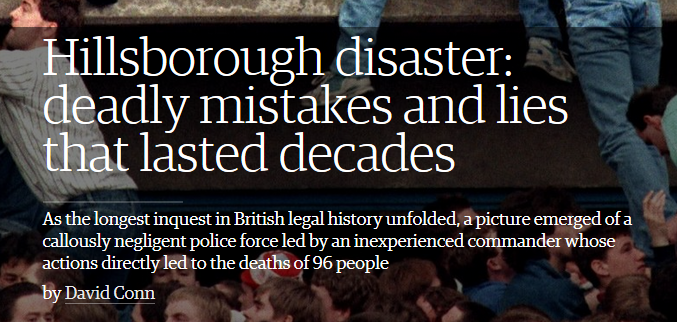 Hillsborough disaster:
deadly mistakes and lies
that lasted decades
As the longest inquest in British legal history unfolded, a picture emerged of a
callously negligent police force led by an inexperienced commander whose
actions directly led to the deaths of 96 people
by David Conn